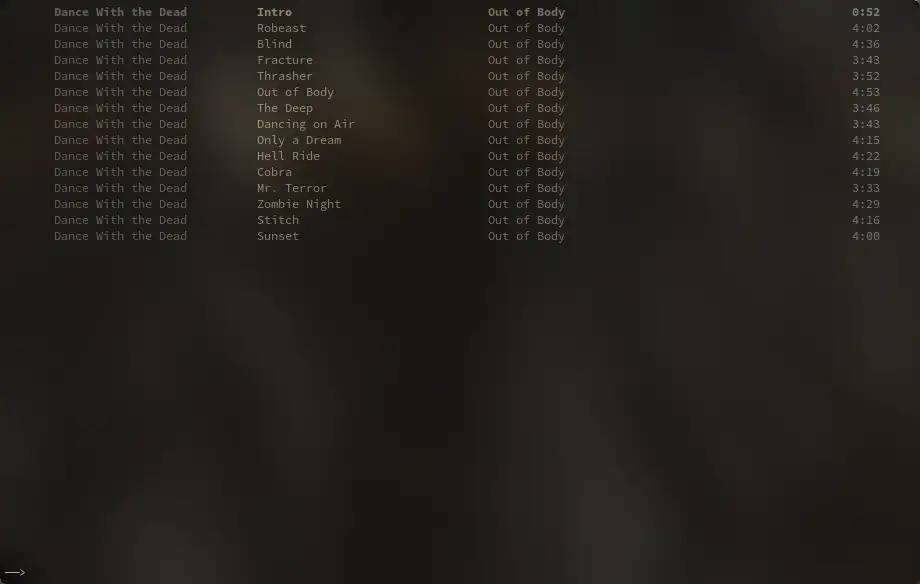 Dance With the Dead Intro Out of Body 0:52
Dance With the Dead Robeast Out of Body 4:02
Dance With the Dead Blind Out of Body 4:36
Dance With the Dead Fracture Out of Body 3:43
Dance With the Dead Thrasher Out of Body 3:52
Dance With the Dead Out of Body Out of Body 4:53
Dance With the Dead The Deep Out of Body 3:46
Dance With the Dead Dancing on Air Out of Body 3:43
Dance With the Dead Only a Dream Out of Body 4:15
Dance With the Dead Hell Ride Out of Body 4:22
Dance With the Dead Cobra Out of Body 4:19
Dance With the Dead Mr. Terror Out of Body 3:33
Dance With the Dead Zombie Night Out of Body 4:29
Dance With the Dead Stitch Out of Body 4:16
Dance With the Dead Sunset Out of Body 4:00
──>